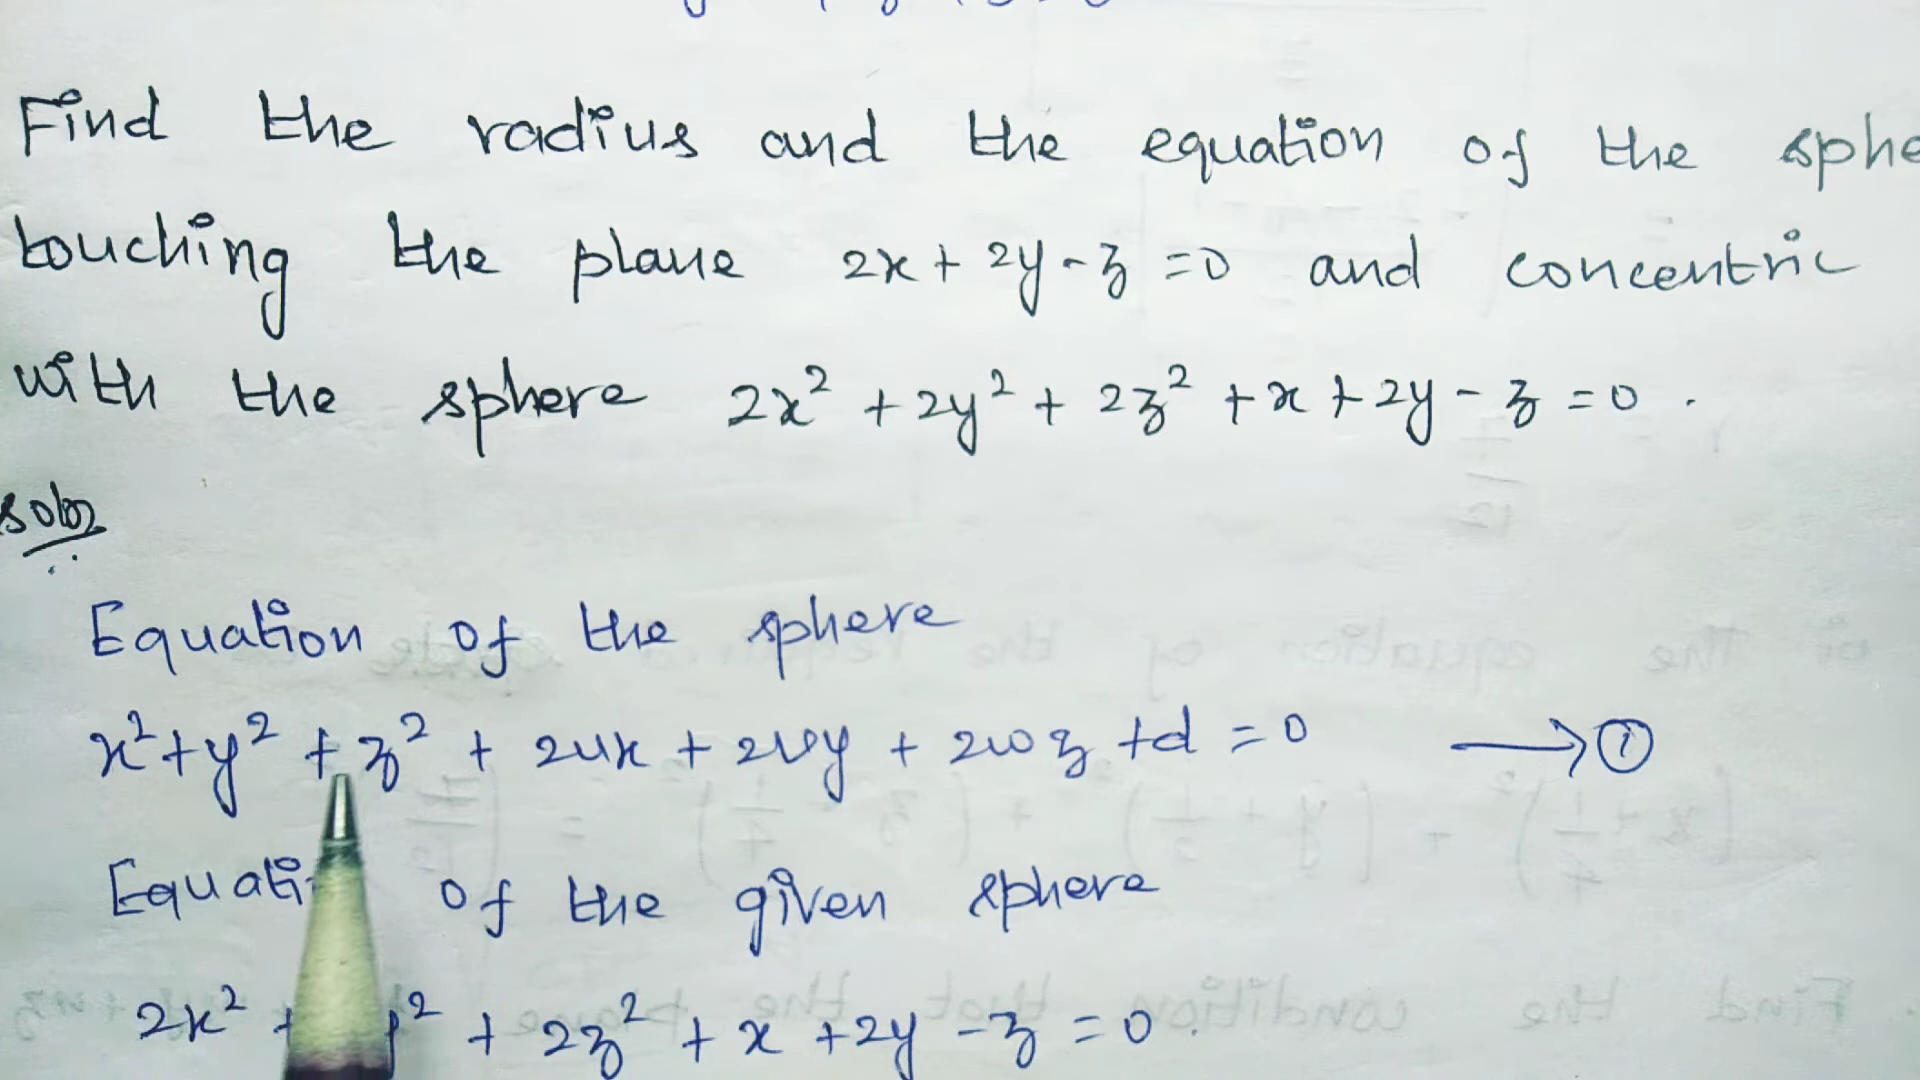 Find the radius and the equation of the sphe
touching the plane 2x + 2y - z = 0 and concentric
with the sphere 2x² + 2y² + 2z² + x + 2y - z = 0 .
Soln
Equation of the sphere
x² + y² + z² + 2ux + 2vy + 2wz + d = 0 → ①
Equati of the given sphere
2x² + y² + 2z² + x + 2y - z = 0 .